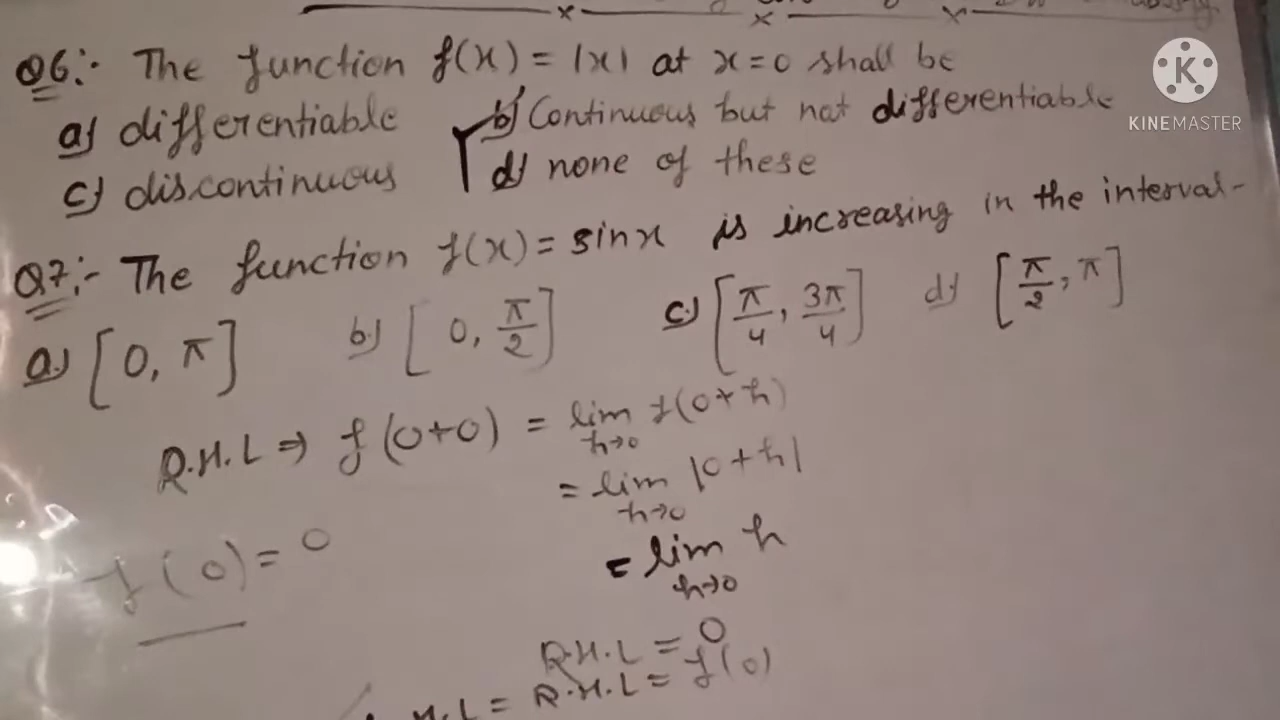 Q6:- The function f(x) = |x| at x=0 shall be
a) differentiable b) Continuous but not differentiable
c) discontinuous d) none of these
Q7:- The function f(x) = sinx is increasing in the interval-
a) [0, π] b) [0, π/2] c) [π/4, 3π/4] d) [π/2, π]
R.H.L ⇒ f(0+0) = lim h→0 f(0+h)
= lim h→0 |0+h|
f(0) = 0
= lim h→0 h
R.H.L = 0
H.L = R.H.L = f(0)
K
KINEMASTER